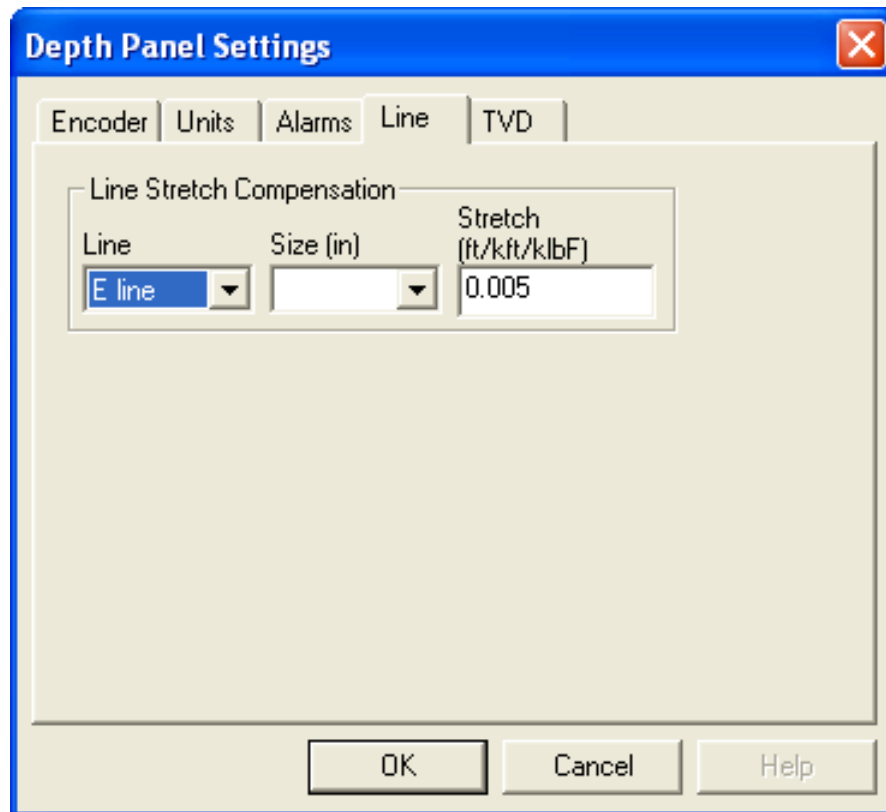 Depth Panel Settings
Encoder Units Alarms Line TVD
Line Stretch Compensation
Line Size (in) Stretch (ft/kft/klbF)
E line 0.005
OK Cancel Help